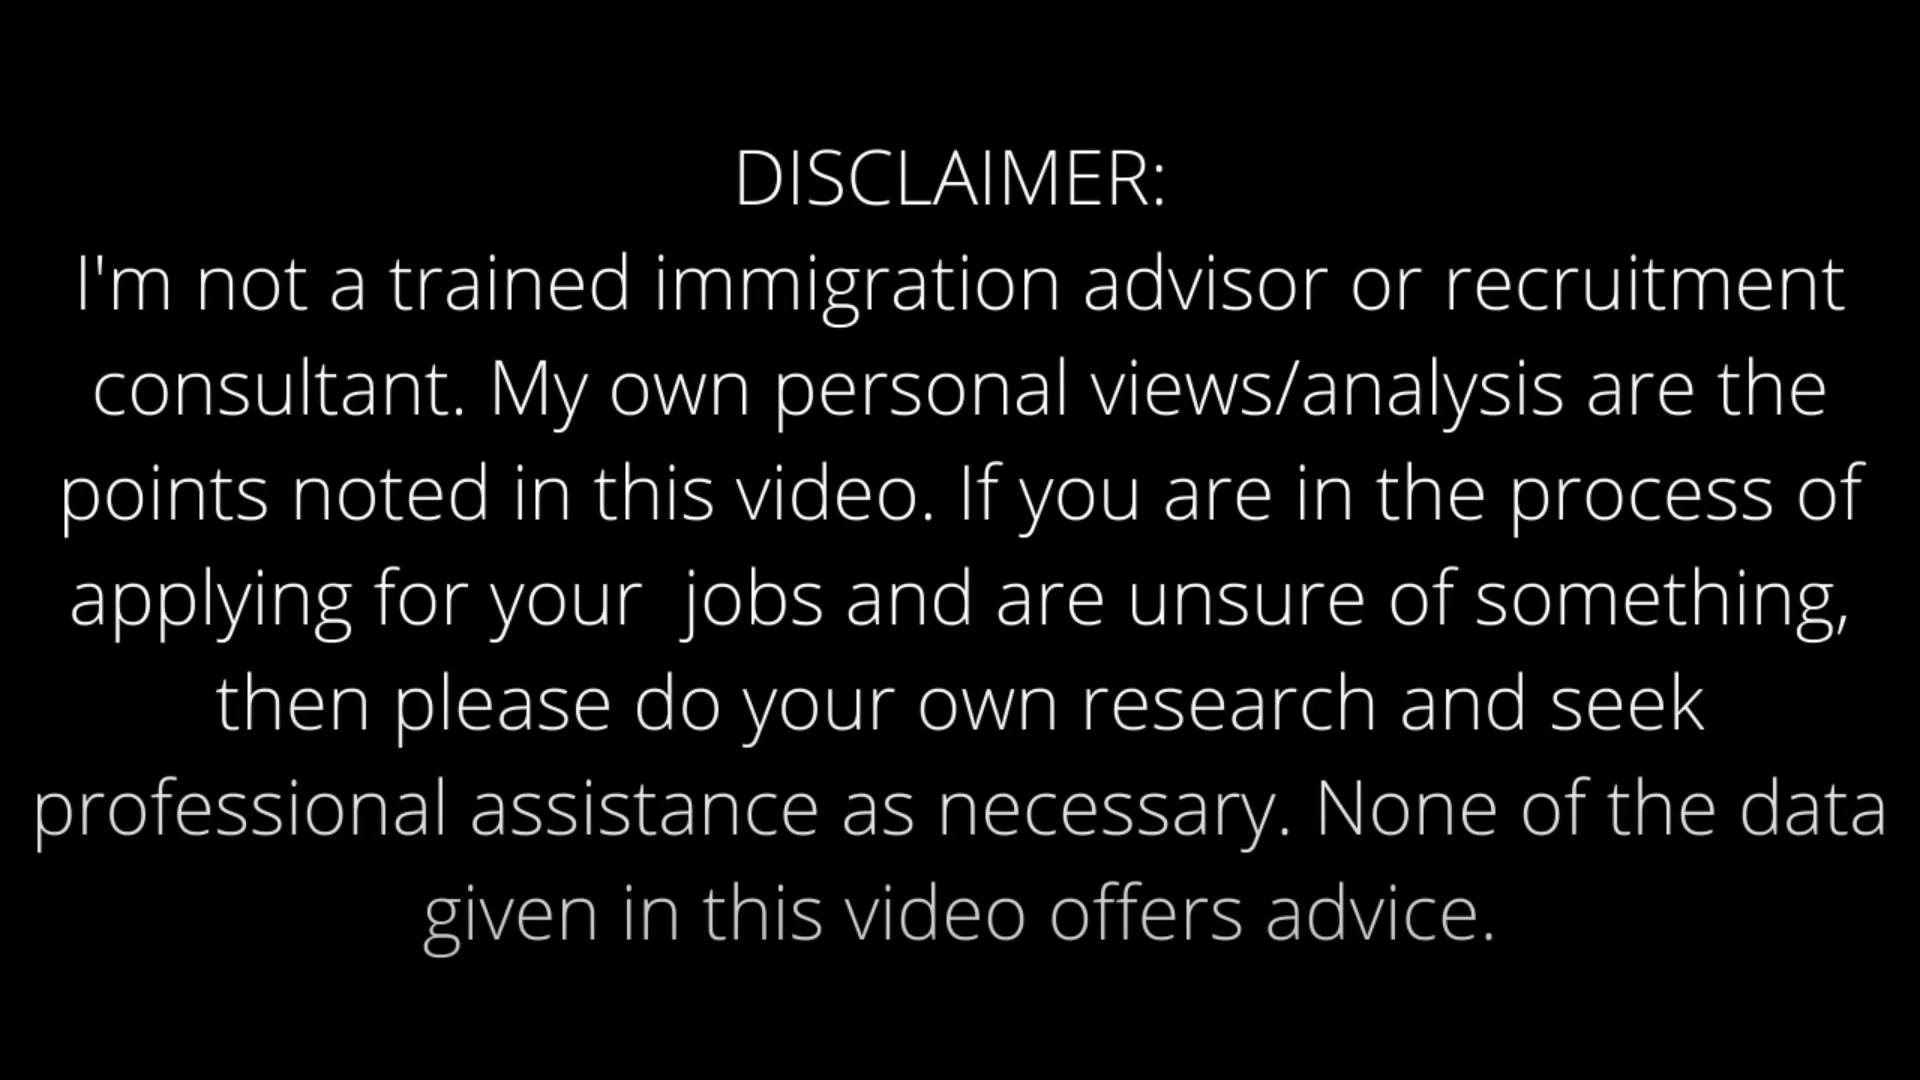 DISCLAIMER:
I'm not a trained immigration advisor or recruitment
consultant. My own personal views/analysis are the
points noted in this video. If you are in the process of
applying for your  jobs and are unsure of something,
then please do your own research and seek
professional assistance as necessary. None of the data
given in this video offers advice.